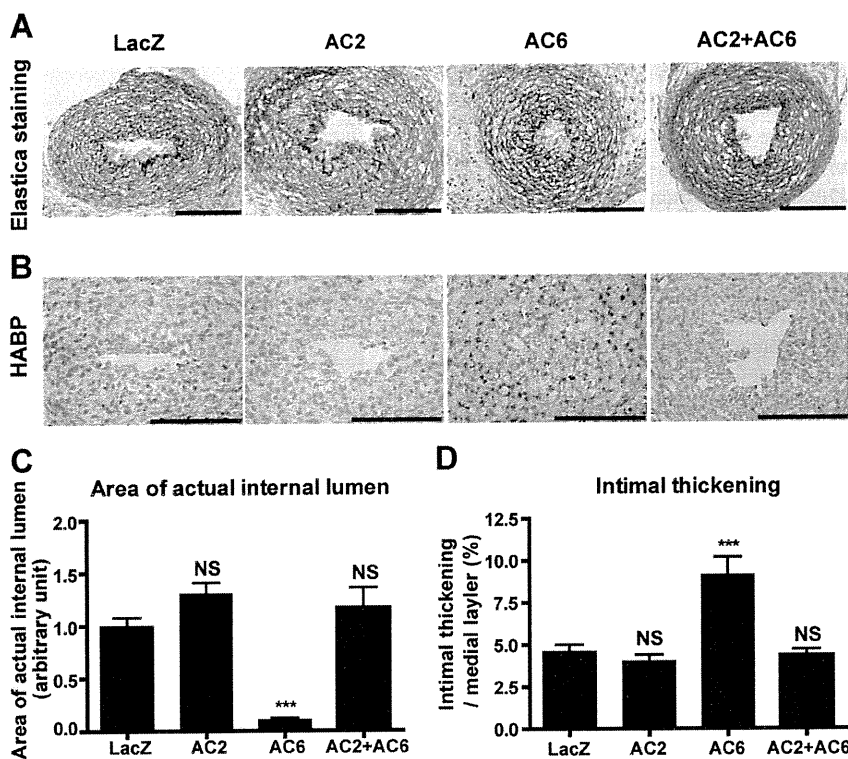 A
LacZ AC2 AC6 AC2+AC6
Elastica staining
B
HABP
C
Area of actual internal lumen
Area of actual internal lumen
(arbitrary unit)
2.0
1.5
1.0
0.5
0.0
NS
***
NS
LacZ AC2 AC6 AC2+AC6
D
Intimal thickening
Intimal thickening
/ medial layler (%)
12.5
10.0
7.5
5.0
2.5
0.0
NS
***
NS
LacZ AC2 AC6 AC2+AC6